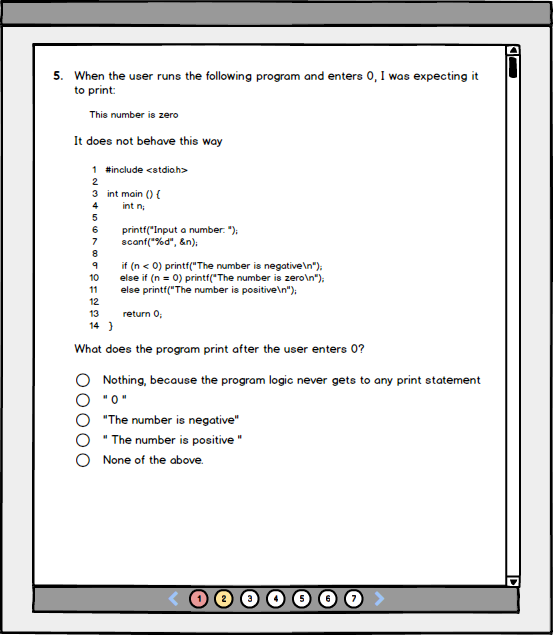 5. When the user runs the following program and enters 0, I was expecting it
to print:
This number is zero
It does not behave this way
1 #include <stdio.h>
2
3 int main () {
4 int n;
5
6 printf("Input a number: ");
7 scanf("%d", &n);
8
9 if (n < 0) printf("The number is negative\n");
10 else if (n = 0) printf("The number is zero\n");
11 else printf("The number is positive\n");
12
13 return 0;
14 }
What does the program print after the user enters 0?
Nothing, because the program logic never gets to any print statement
" 0 "
"The number is negative"
" The number is positive "
None of the above.
1 2 3 4 5 6 7